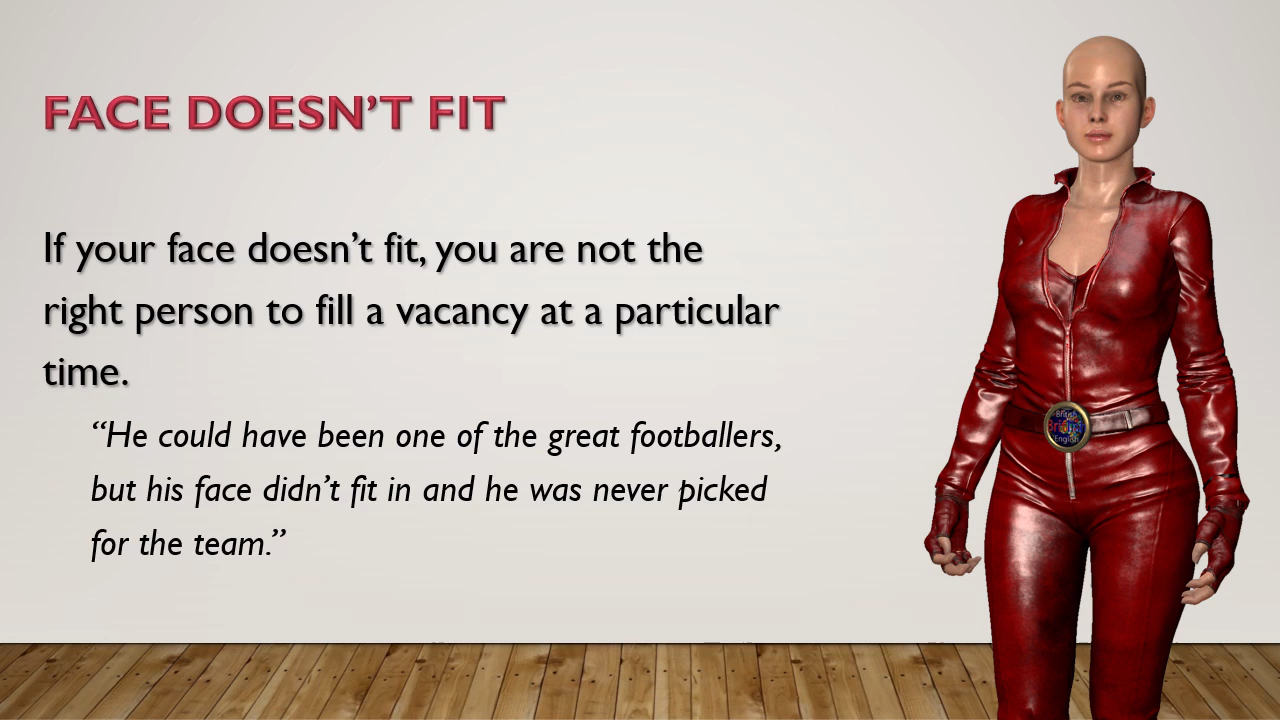 FACE DOESN’T FIT
If your face doesn’t fit, you are not the
right person to fill a vacancy at a particular
time.
“He could have been one of the great footballers,
but his face didn’t fit in and he was never picked
for the team.”
British
English